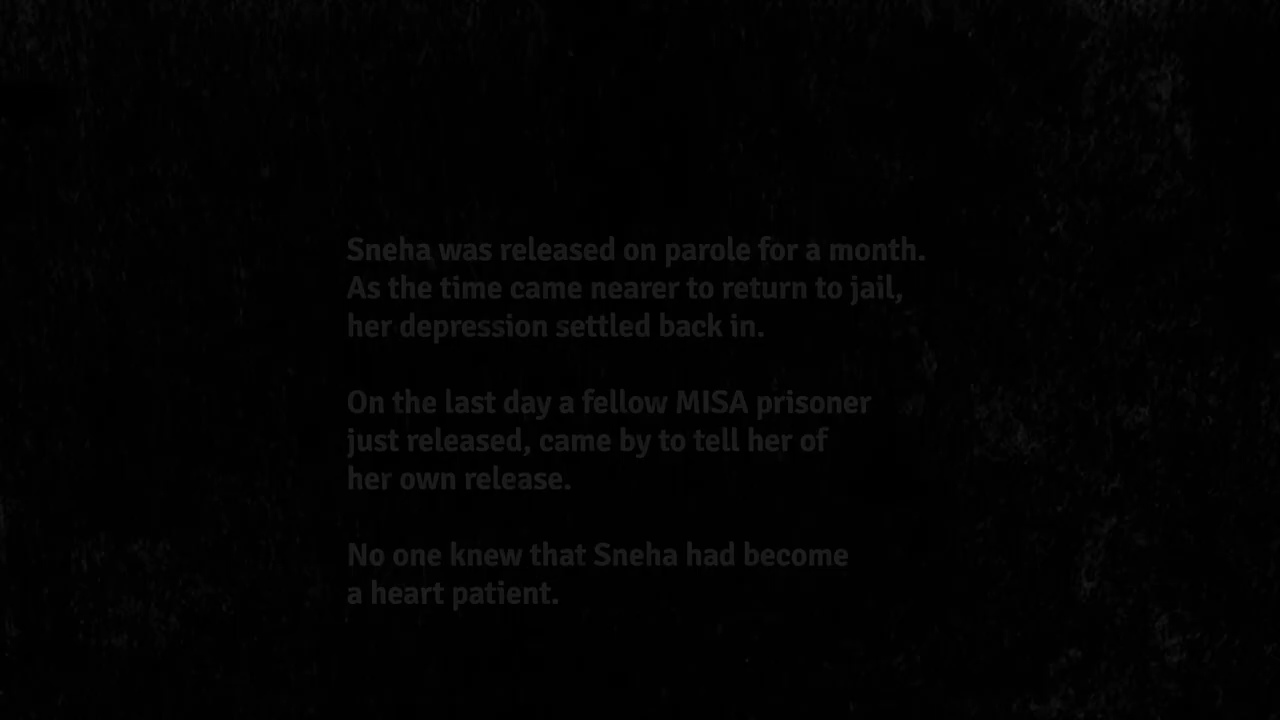 Sneha was released on parole for a month.
As the time came nearer to return to jail,
her depression settled back in.
On the last day a fellow MISA prisoner
just released, came by to tell her of
her own release.
No one knew that Sneha had become
a heart patient.